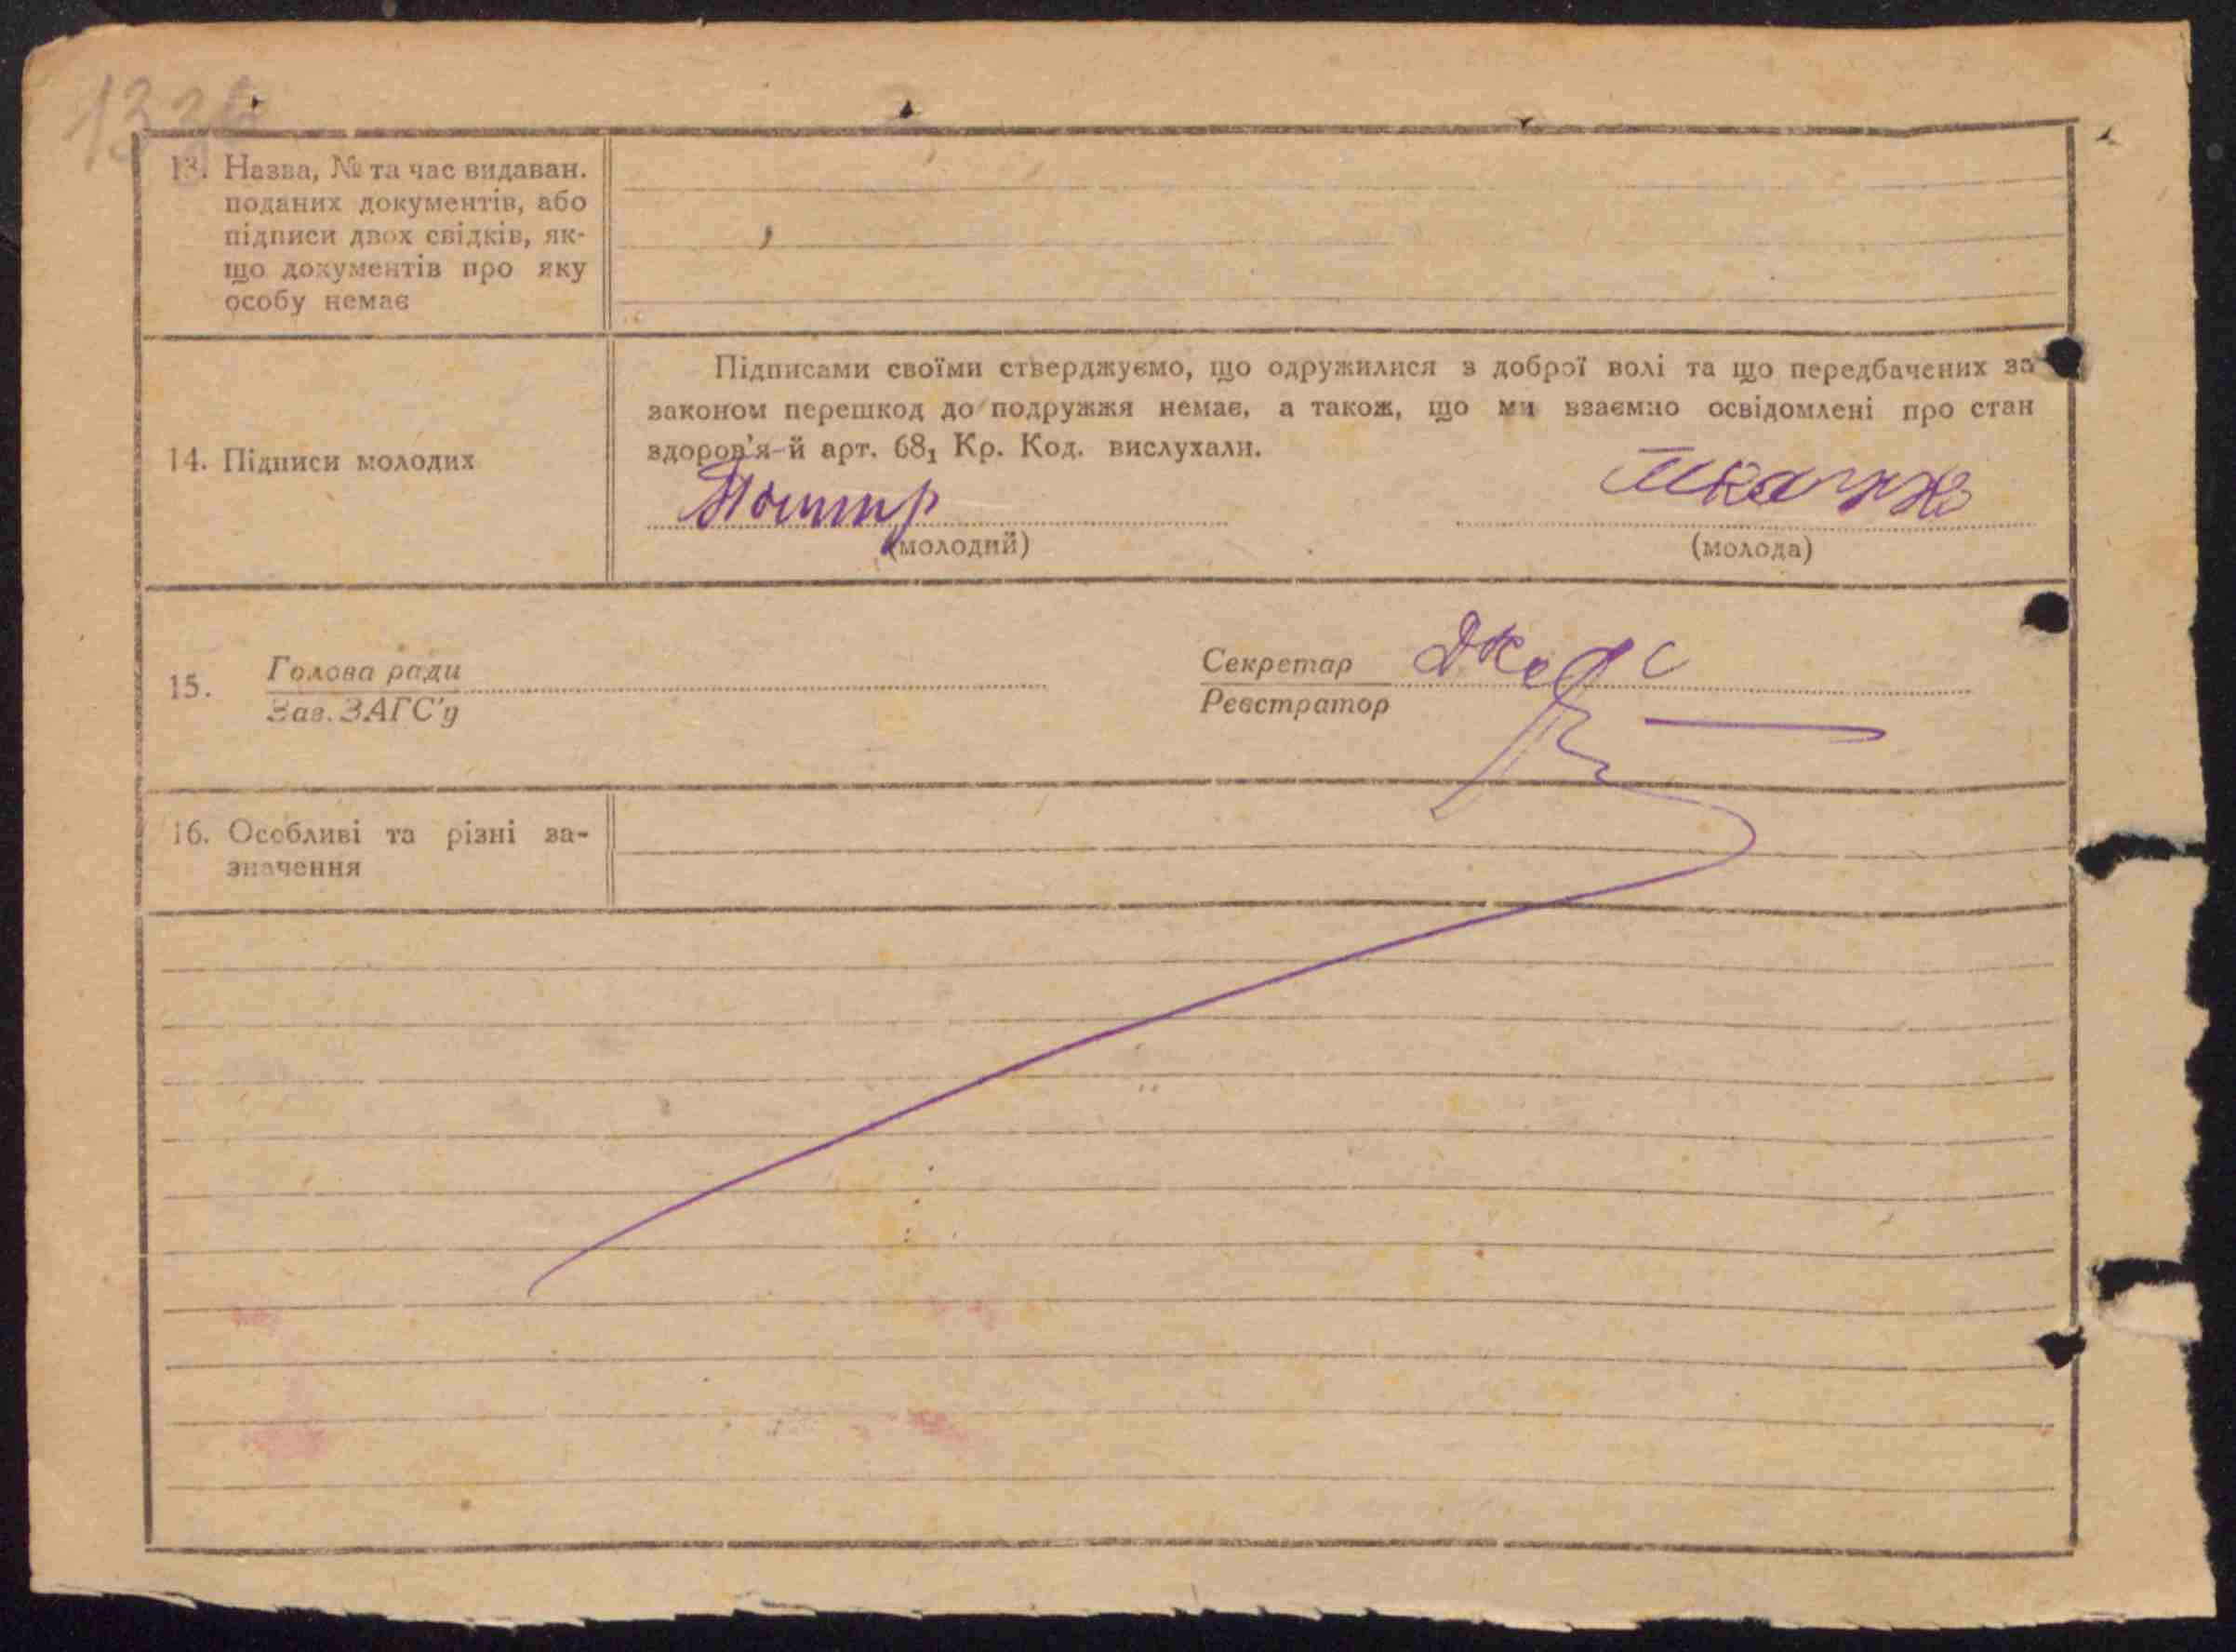 13. Назва, № та час видаван.
поданих документів, або
підписи двох свідків, як-
що документів про яку
особу немає
Підписами своїми стверджуємо, що одружилися з доброї волі та що передбачених за
законом перешкод до подружжя немає, а також, що ми взаємно освідомлені про стан
здоров'я й арт. 68₁ Кр. Код. вислухали.
14. Підписи молодих
(молодий)
(молода)
15.
Голова ради
Зав. ЗАГС'у
Секретар
Реєстратор
16. Особливі та різні за-
значення